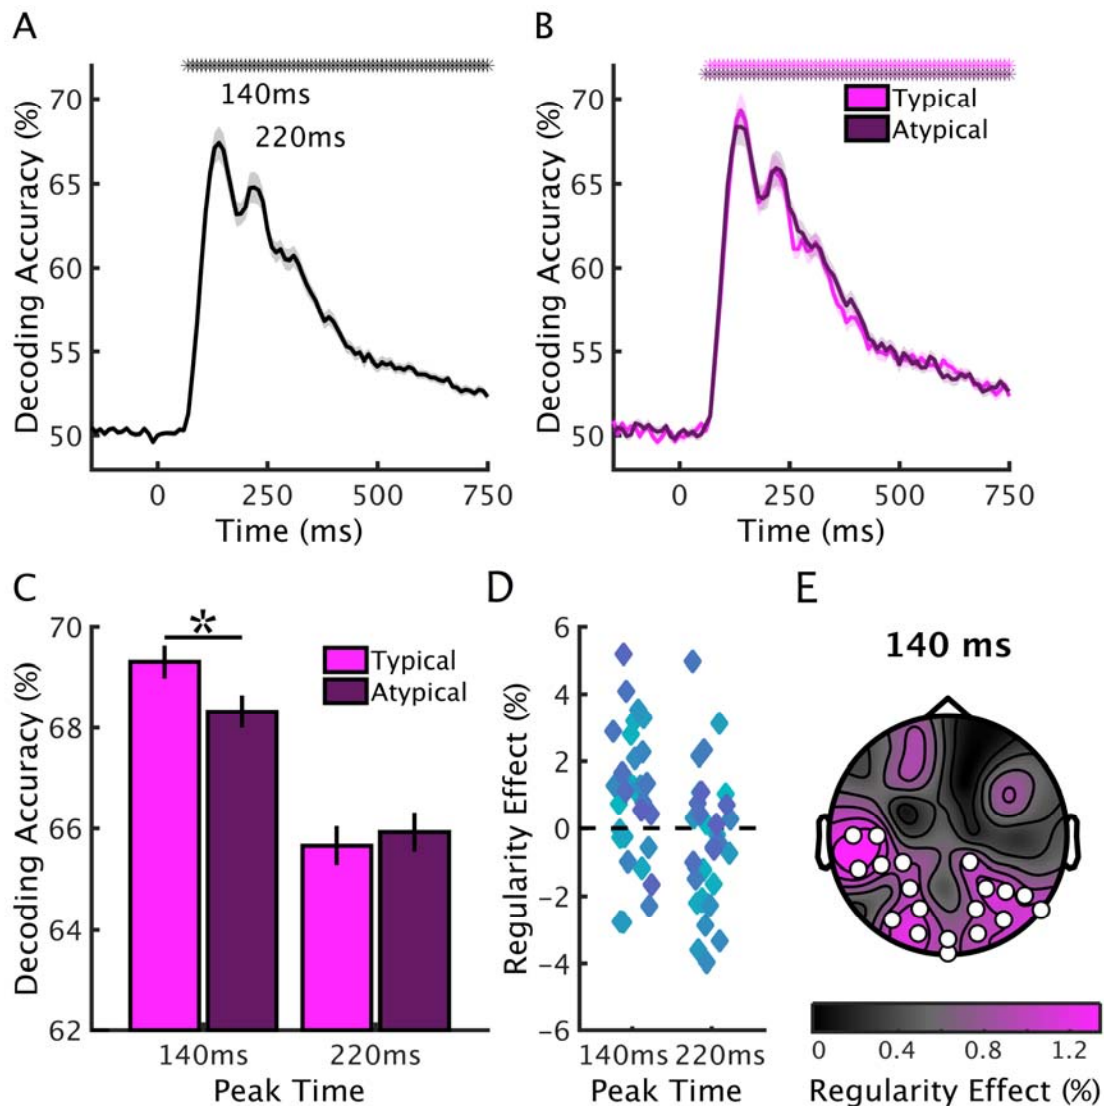 A
140ms
220ms
70
65
60
55
50
Decoding Accuracy (%)
0 250 500 750
Time (ms)
B
Typical
Atypical
70
65
60
55
50
Decoding Accuracy (%)
0 250 500 750
Time (ms)
C
*
Typical
Atypical
70
68
66
64
62
Decoding Accuracy (%)
140ms 220ms
Peak Time
D
6
4
2
0
−2
−4
−6
Regularity Effect (%)
140ms 220ms
Peak Time
E
140 ms
0 0.4 0.8 1.2
Regularity Effect (%)